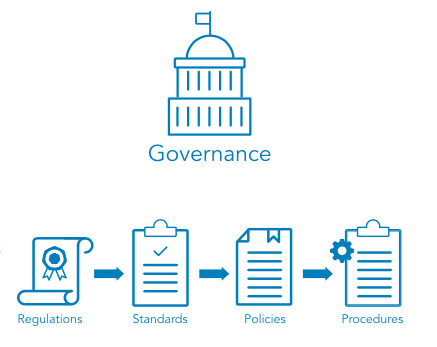 Governance
Regulations
Standards
Policies
Procedures